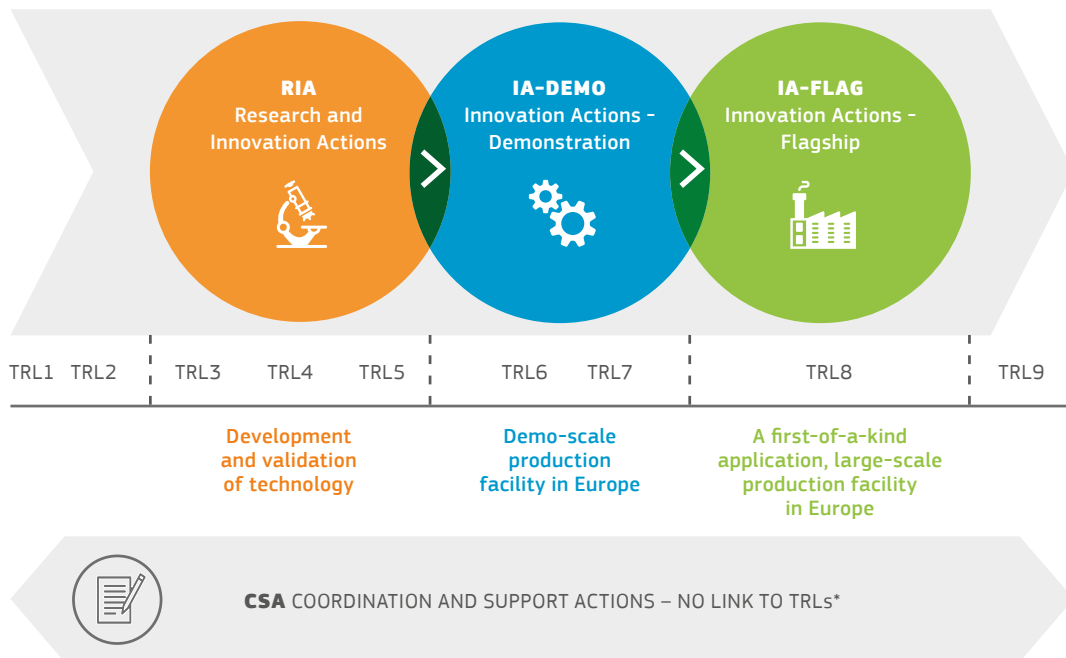 RIA
Research and
Innovation Actions
IA-DEMO
Innovation Actions –
Demonstration
IA-FLAG
Innovation Actions –
Flagship
TRL1 TRL2 TRL3 TRL4 TRL5 TRL6 TRL7 TRL8 TRL9
Development
and validation
of technology
Demo-scale
production
facility in Europe
A first-of-a-kind
application, large-scale
production facility
in Europe
CSA COORDINATION AND SUPPORT ACTIONS – NO LINK TO TRLs*